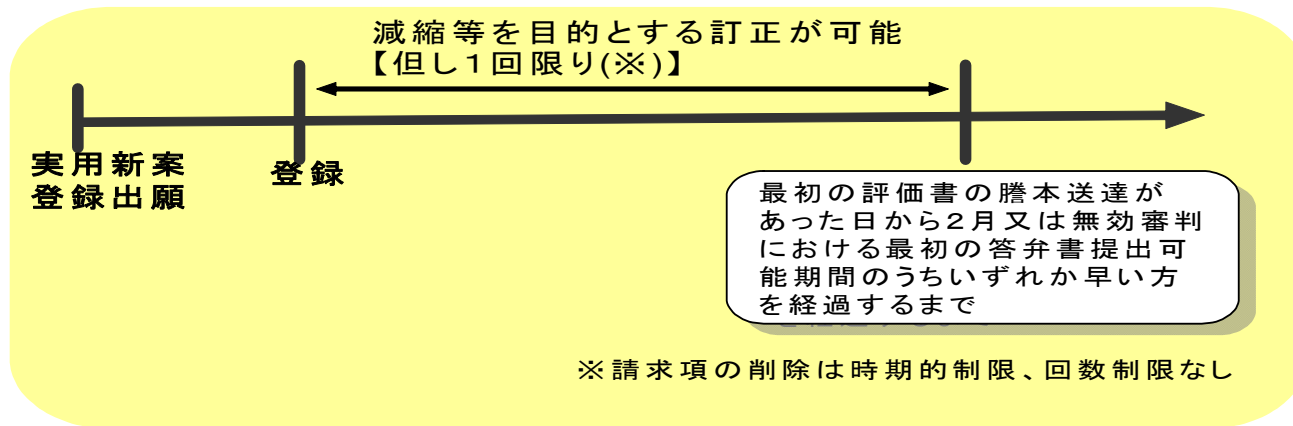 減縮等を目的とする訂正が可能
【但し1回限り(※)】
実用新案
登録出願
登録
最初の評価書の謄本送達が
あった日から2月又は無効審判
における最初の答弁書提出可
能期間のうちいずれか早い方
を経過するまで
※請求項の削除は時期的制限、回数制限なし